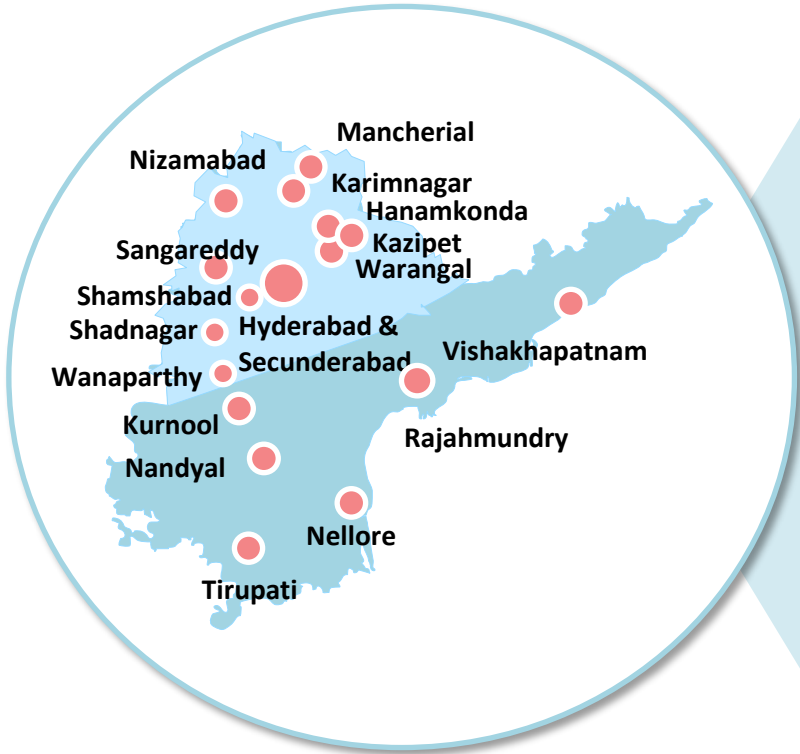 Mancherial
Nizamabad
Karimnagar
Hanamkonda
Kazipet
Warangal
Sangareddy
Shamshabad
Shadnagar
Hyderabad &
Secunderabad
Vishakhapatnam
Wanaparthy
Kurnool
Rajahmundry
Nandyal
Nellore
Tirupati